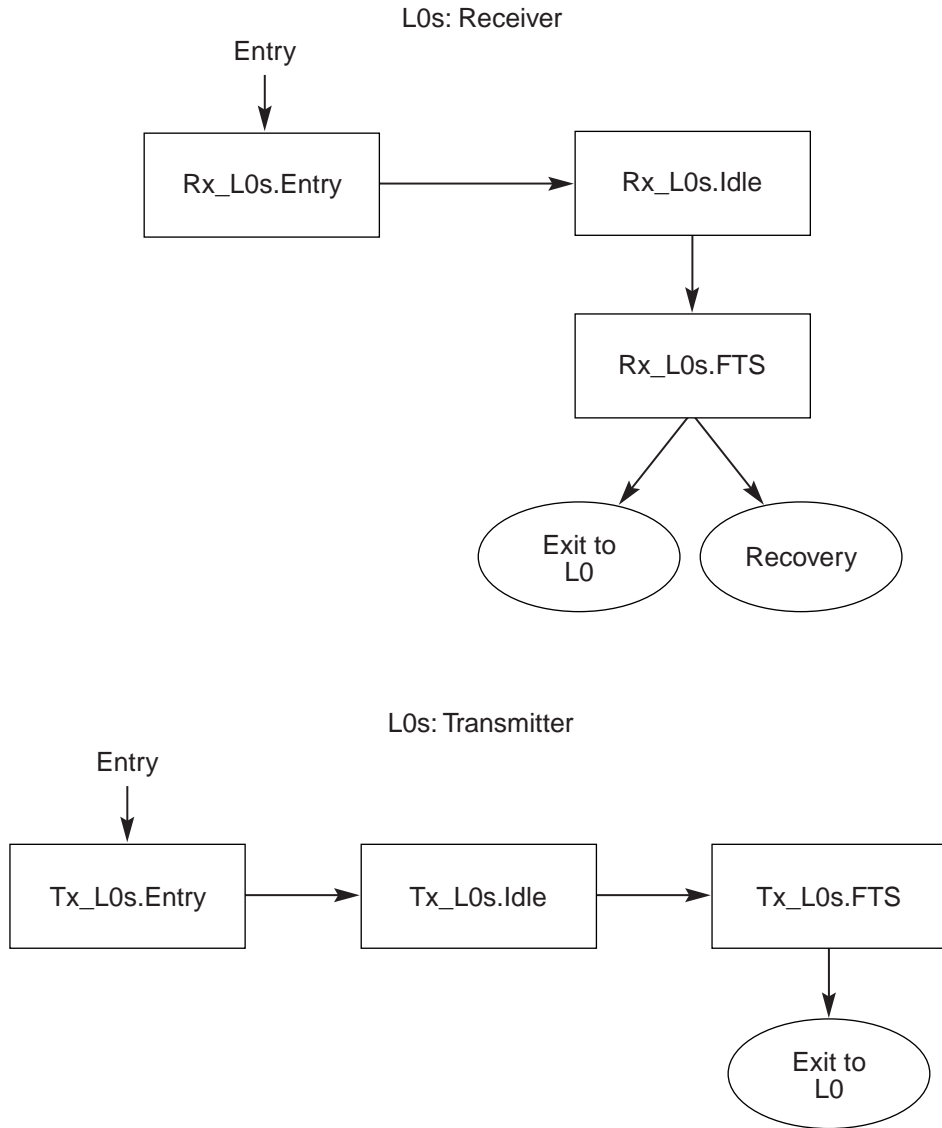 L0s: Receiver
Entry
Rx_L0s.Entry
Rx_L0s.Idle
Rx_L0s.FTS
Exit to
L0
Recovery
L0s: Transmitter
Entry
Tx_L0s.Entry
Tx_L0s.Idle
Tx_L0s.FTS
Exit to
L0